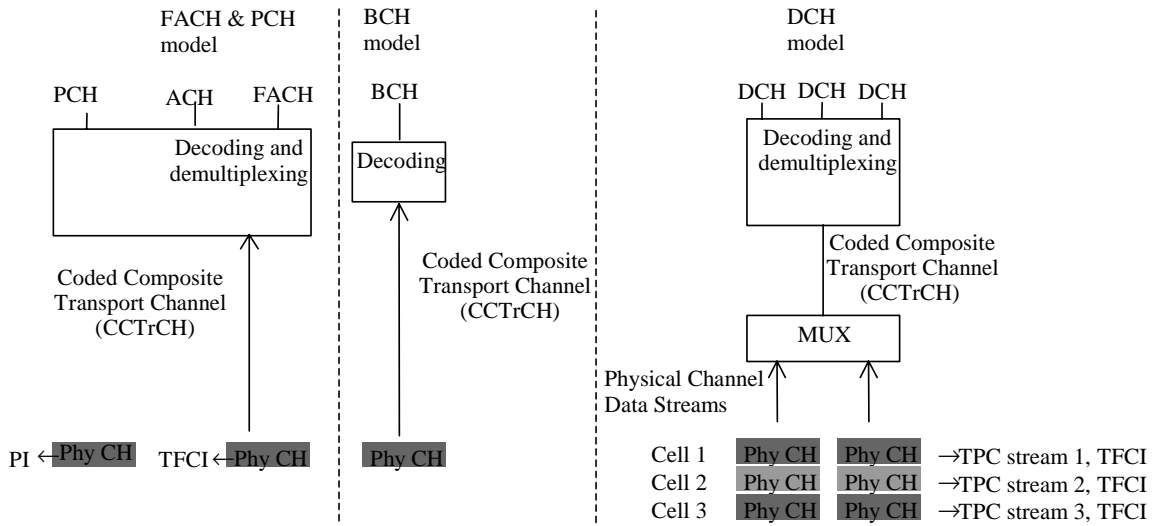 FACH & PCH
model
PCH
ACH
FACH
Decoding and
demultiplexing
Coded Composite
Transport Channel
(CCTrCH)
PI ← Phy CH
TFCI ← Phy CH
BCH
model
BCH
Decoding
Coded Composite
Transport Channel
(CCTrCH)
Phy CH
DCH
model
DCH DCH DCH
Decoding and
demultiplexing
Coded Composite
Transport Channel
(CCTrCH)
MUX
Physical Channel
Data Streams
Cell 1 Phy CH Phy CH →TPC stream 1, TFCI
Cell 2 Phy CH Phy CH →TPC stream 2, TFCI
Cell 3 Phy CH Phy CH →TPC stream 3, TFCI